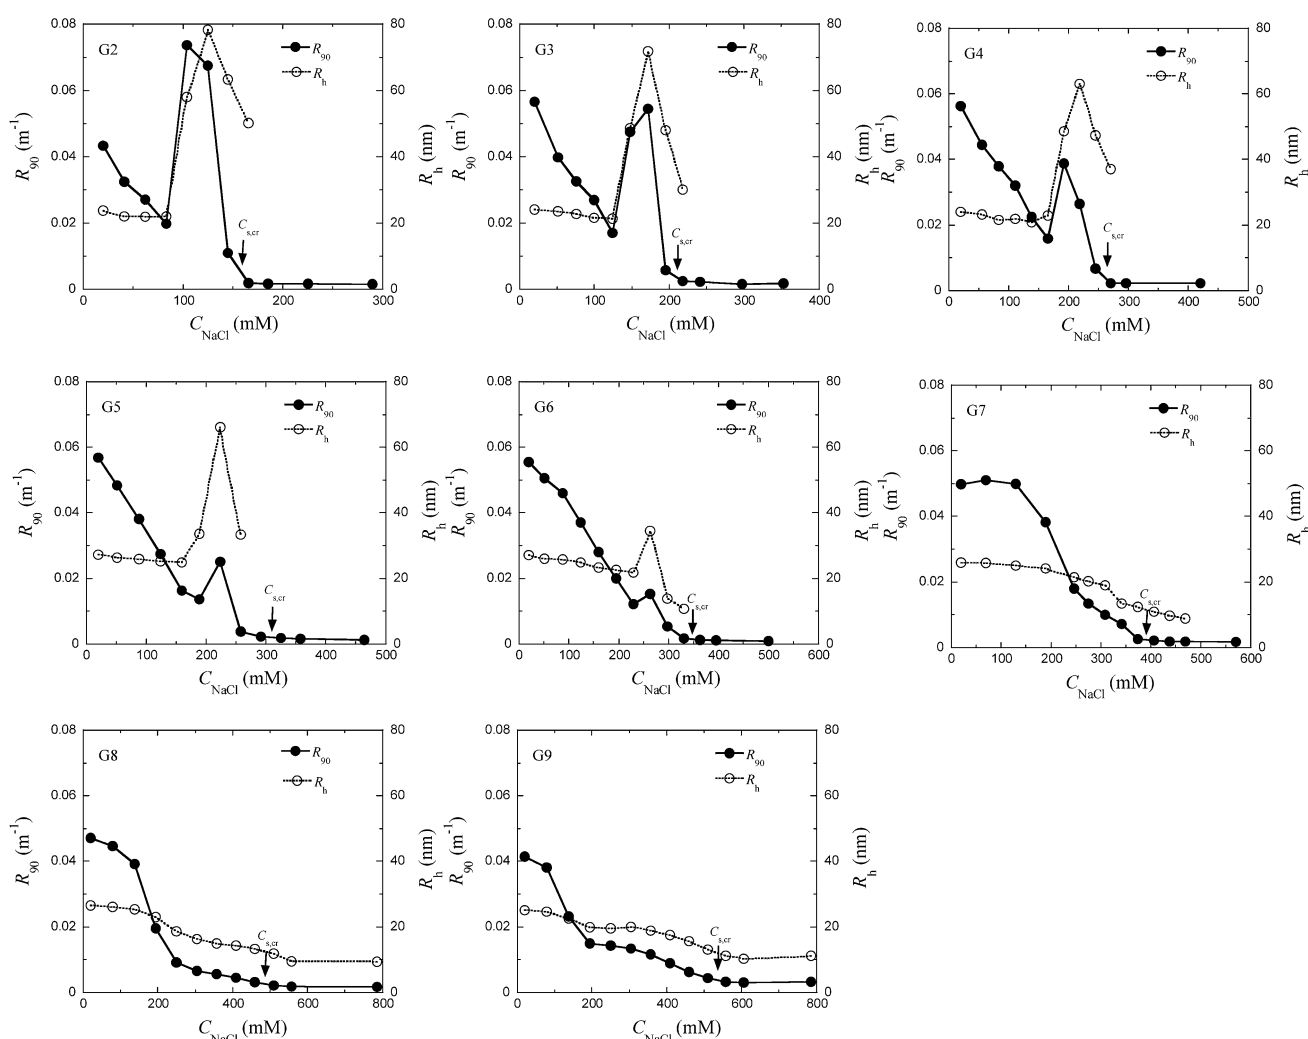 G2
R90
Rh
Cs,cr
0.08
0.06
0.04
0.02
0
80
60
40
20
0
0 100 200 300
R90 (m-1)
Rh (nm)
CNaCl (mM)
G3
R90
Rh
Cs,cr
0.08
0.06
0.04
0.02
0
80
60
40
20
0
0 100 200 300 400
R90 (m-1)
Rh (nm)
CNaCl (mM)
G4
R90
Rh
Cs,cr
0.08
0.06
0.04
0.02
0
80
60
40
20
0
0 100 200 300 400 500
R90 (m-1)
Rh (nm)
CNaCl (mM)
G5
R90
Rh
Cs,cr
0.08
0.06
0.04
0.02
0
80
60
40
20
0
0 100 200 300 400 500
R90 (m-1)
Rh (nm)
CNaCl (mM)
G6
R90
Rh
Cs,cr
0.08
0.06
0.04
0.02
0
80
60
40
20
0
0 100 200 300 400 500 600
R90 (m-1)
Rh (nm)
CNaCl (mM)
G7
R90
Rh
Cs,cr
0.08
0.06
0.04
0.02
0
80
60
40
20
0
0 100 200 300 400 500 600
R90 (m-1)
Rh (nm)
CNaCl (mM)
G8
R90
Rh
Cs,cr
0.08
0.06
0.04
0.02
0
80
60
40
20
0
0 200 400 600 800
R90 (m-1)
Rh (nm)
CNaCl (mM)
G9
R90
Rh
Cs,cr
0.08
0.06
0.04
0.02
0
80
60
40
20
0
0 200 400 600 800
R90 (m-1)
Rh (nm)
CNaCl (mM)